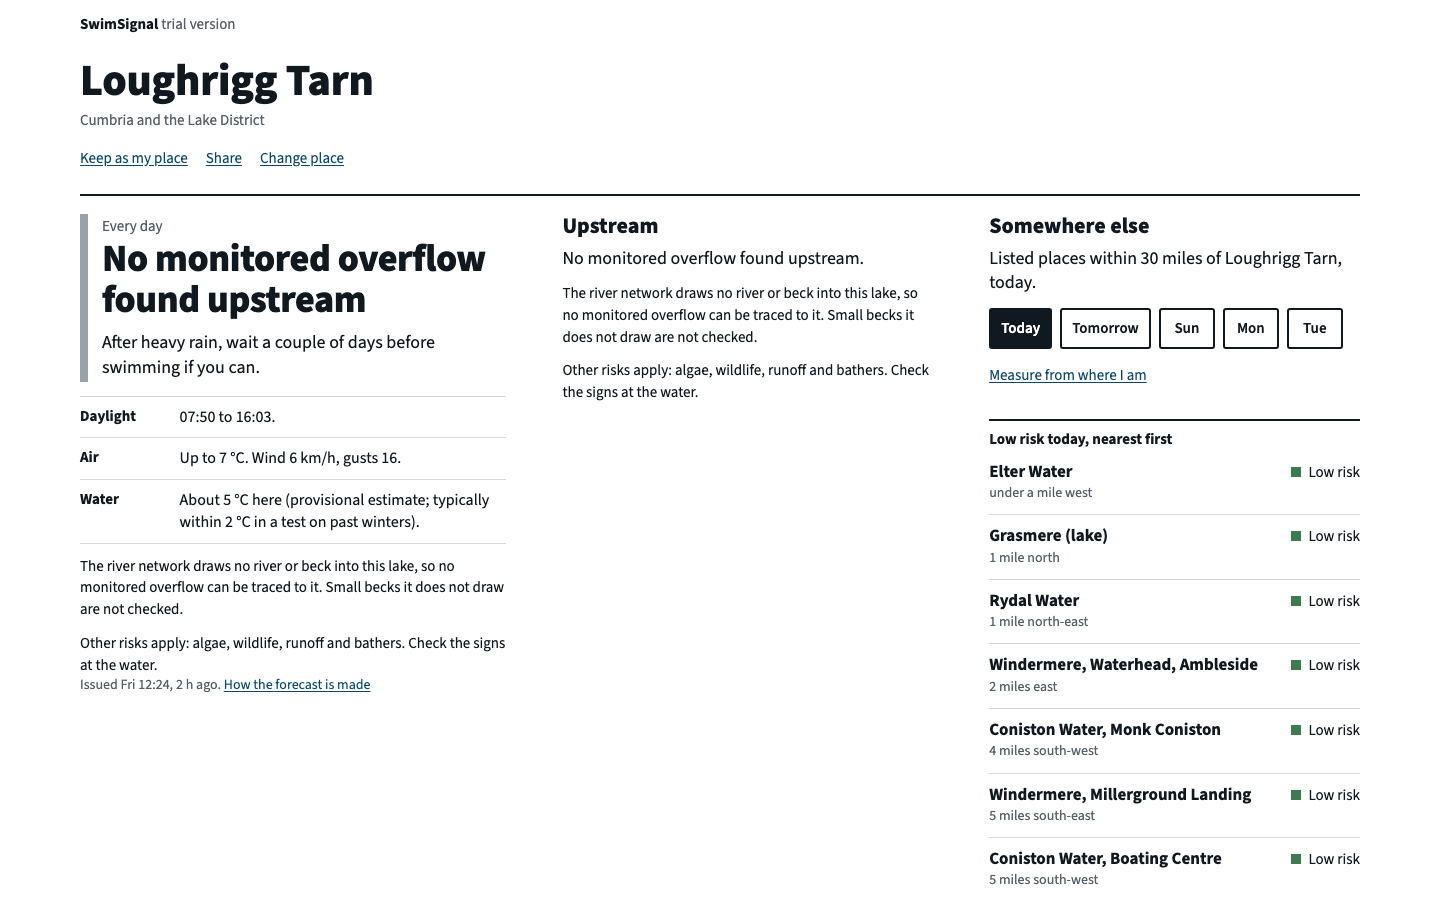 SwimSignal trial version
Loughrigg Tarn
Cumbria and the Lake District
Keep as my place Share Change place
Every day
No monitored overflow
found upstream
After heavy rain, wait a couple of days before
swimming if you can.
Daylight 07:50 to 16:03.
Air Up to 7 °C. Wind 6 km/h, gusts 16.
Water About 5 °C here (provisional estimate; typically
within 2 °C in a test on past winters).
The river network draws no river or beck into this lake, so no
monitored overflow can be traced to it. Small becks it does not draw
are not checked.
Other risks apply: algae, wildlife, runoff and bathers. Check the signs
at the water.
Issued Fri 12:24, 2 h ago. How the forecast is made
Upstream
No monitored overflow found upstream.
The river network draws no river or beck into this lake, so
no monitored overflow can be traced to it. Small becks it
does not draw are not checked.
Other risks apply: algae, wildlife, runoff and bathers. Check
the signs at the water.
Somewhere else
Listed places within 30 miles of Loughrigg Tarn,
today.
Today Tomorrow Sun Mon Tue
Measure from where I am
Low risk today, nearest first
Elter Water Low risk
under a mile west
Grasmere (lake) Low risk
1 mile north
Rydal Water Low risk
1 mile north-east
Windermere, Waterhead, Ambleside Low risk
2 miles east
Coniston Water, Monk Coniston Low risk
4 miles south-west
Windermere, Millerground Landing Low risk
5 miles south-east
Coniston Water, Boating Centre Low risk
5 miles south-west